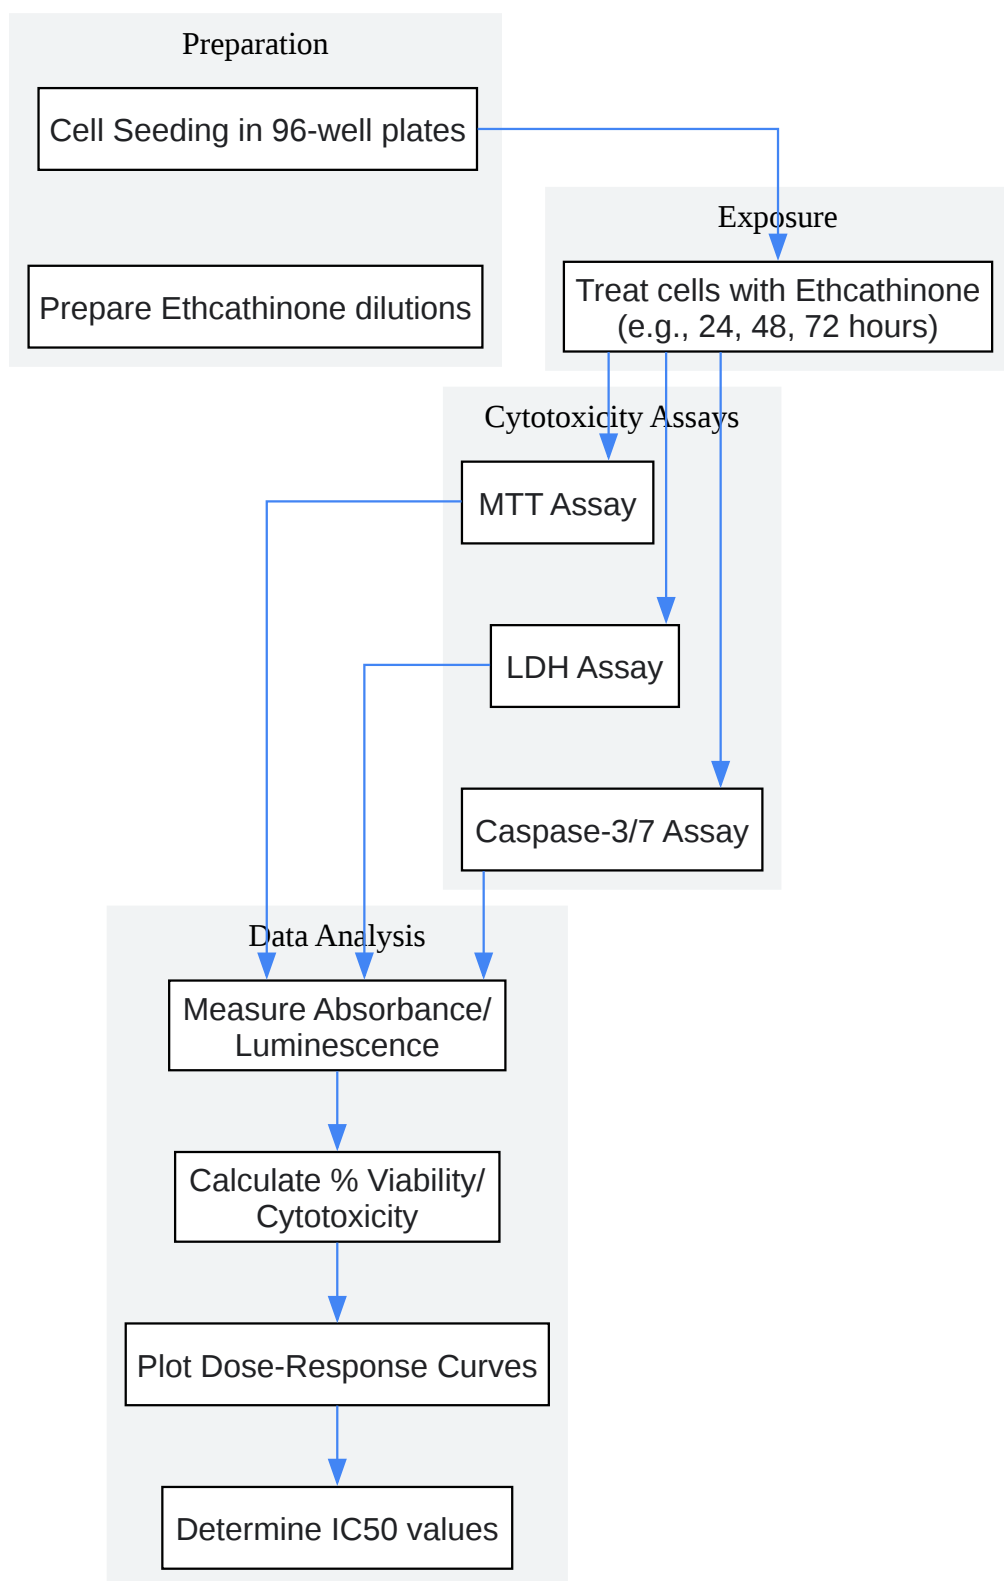 Preparation
Cell Seeding in 96-well plates
Prepare Ethcathinone dilutions
Exposure
Treat cells with Ethcathinone
(e.g., 24, 48, 72 hours)
Cytotoxicity Assays
MTT Assay
LDH Assay
Caspase-3/7 Assay
Data Analysis
Measure Absorbance/
Luminescence
Calculate % Viability/
Cytotoxicity
Plot Dose-Response Curves
Determine IC50 values